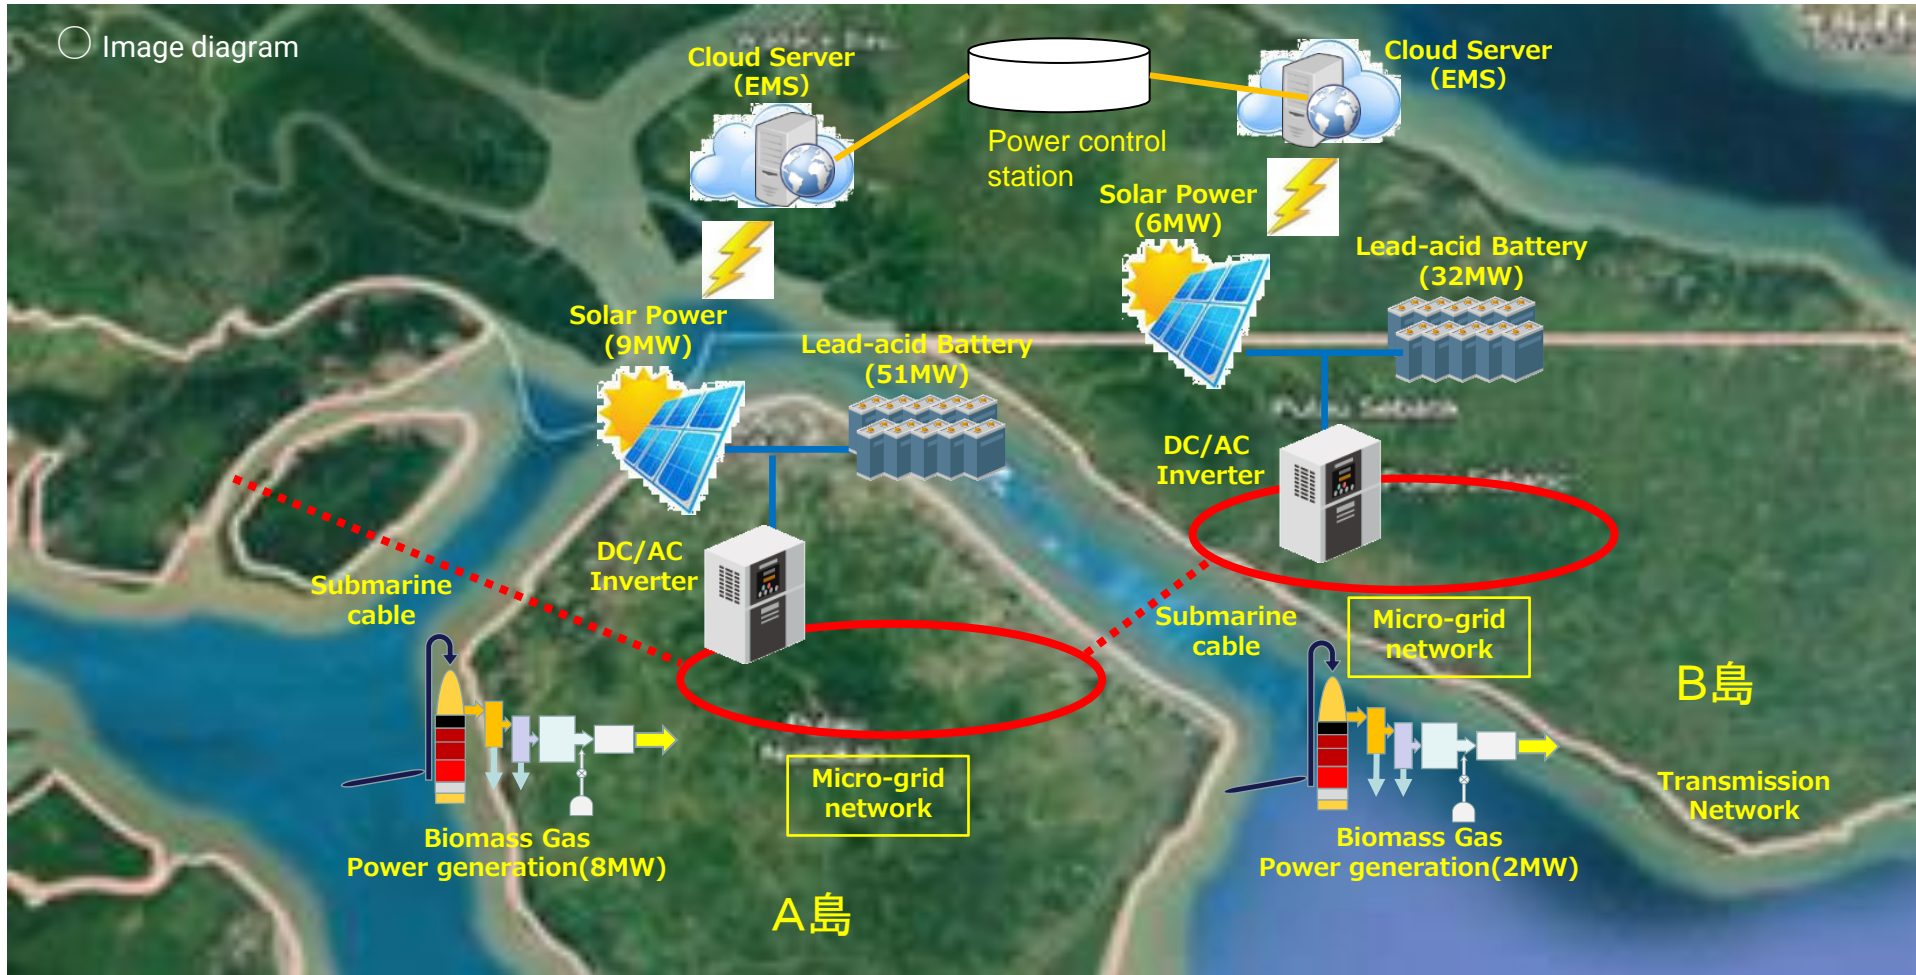 ◯ Image diagram
Cloud Server
(EMS)
Cloud Server
(EMS)
Power control
station
Solar Power
(6MW)
Lead-acid Battery
(32MW)
Solar Power
(9MW)
Lead-acid Battery
(51MW)
Pulau Sebatik
DC/AC
Inverter
DC/AC
Inverter
Submarine
cable
Submarine
cable
Micro-grid
network
B島
Micro-grid
network
Transmission
Network
Biomass Gas
Power generation(8MW)
Biomass Gas
Power generation(2MW)
A島